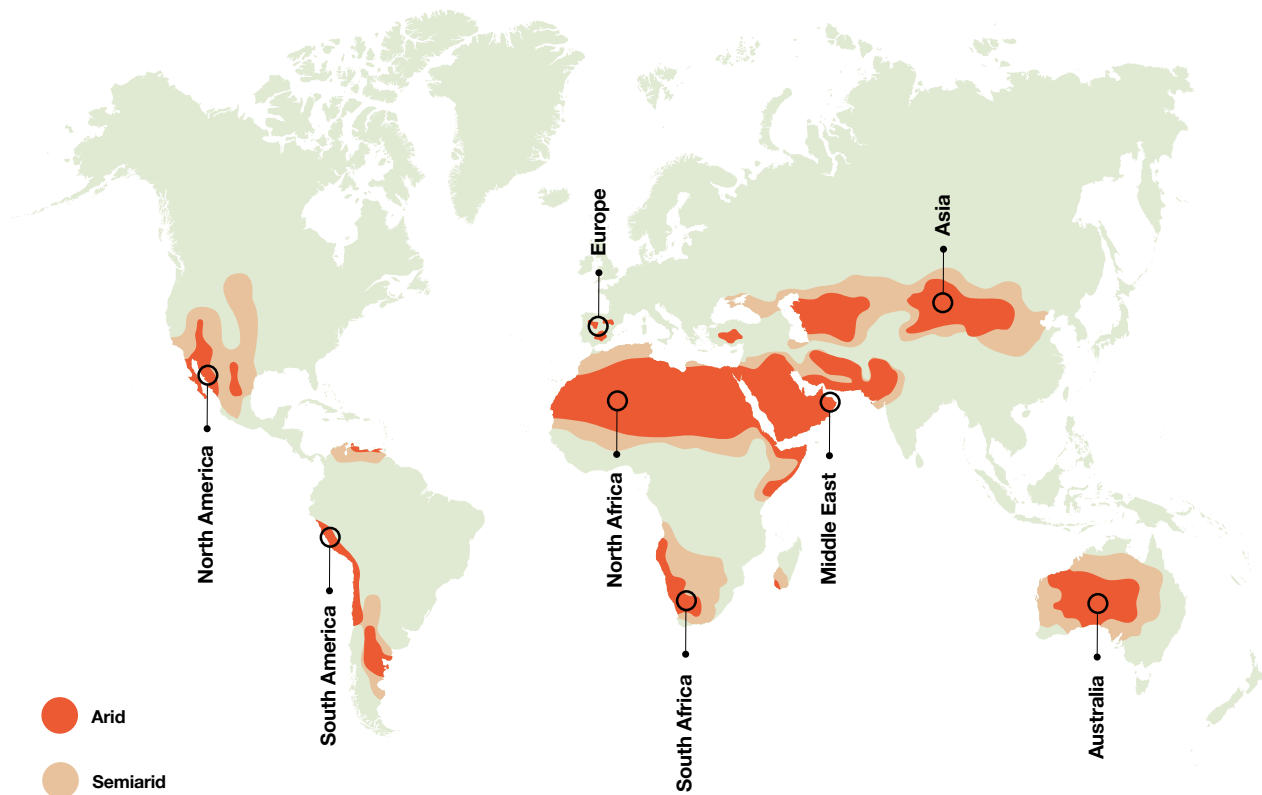 Europe
Asia
North America
South America
North Africa
South Africa
Middle East
Australia
Arid
Semiarid